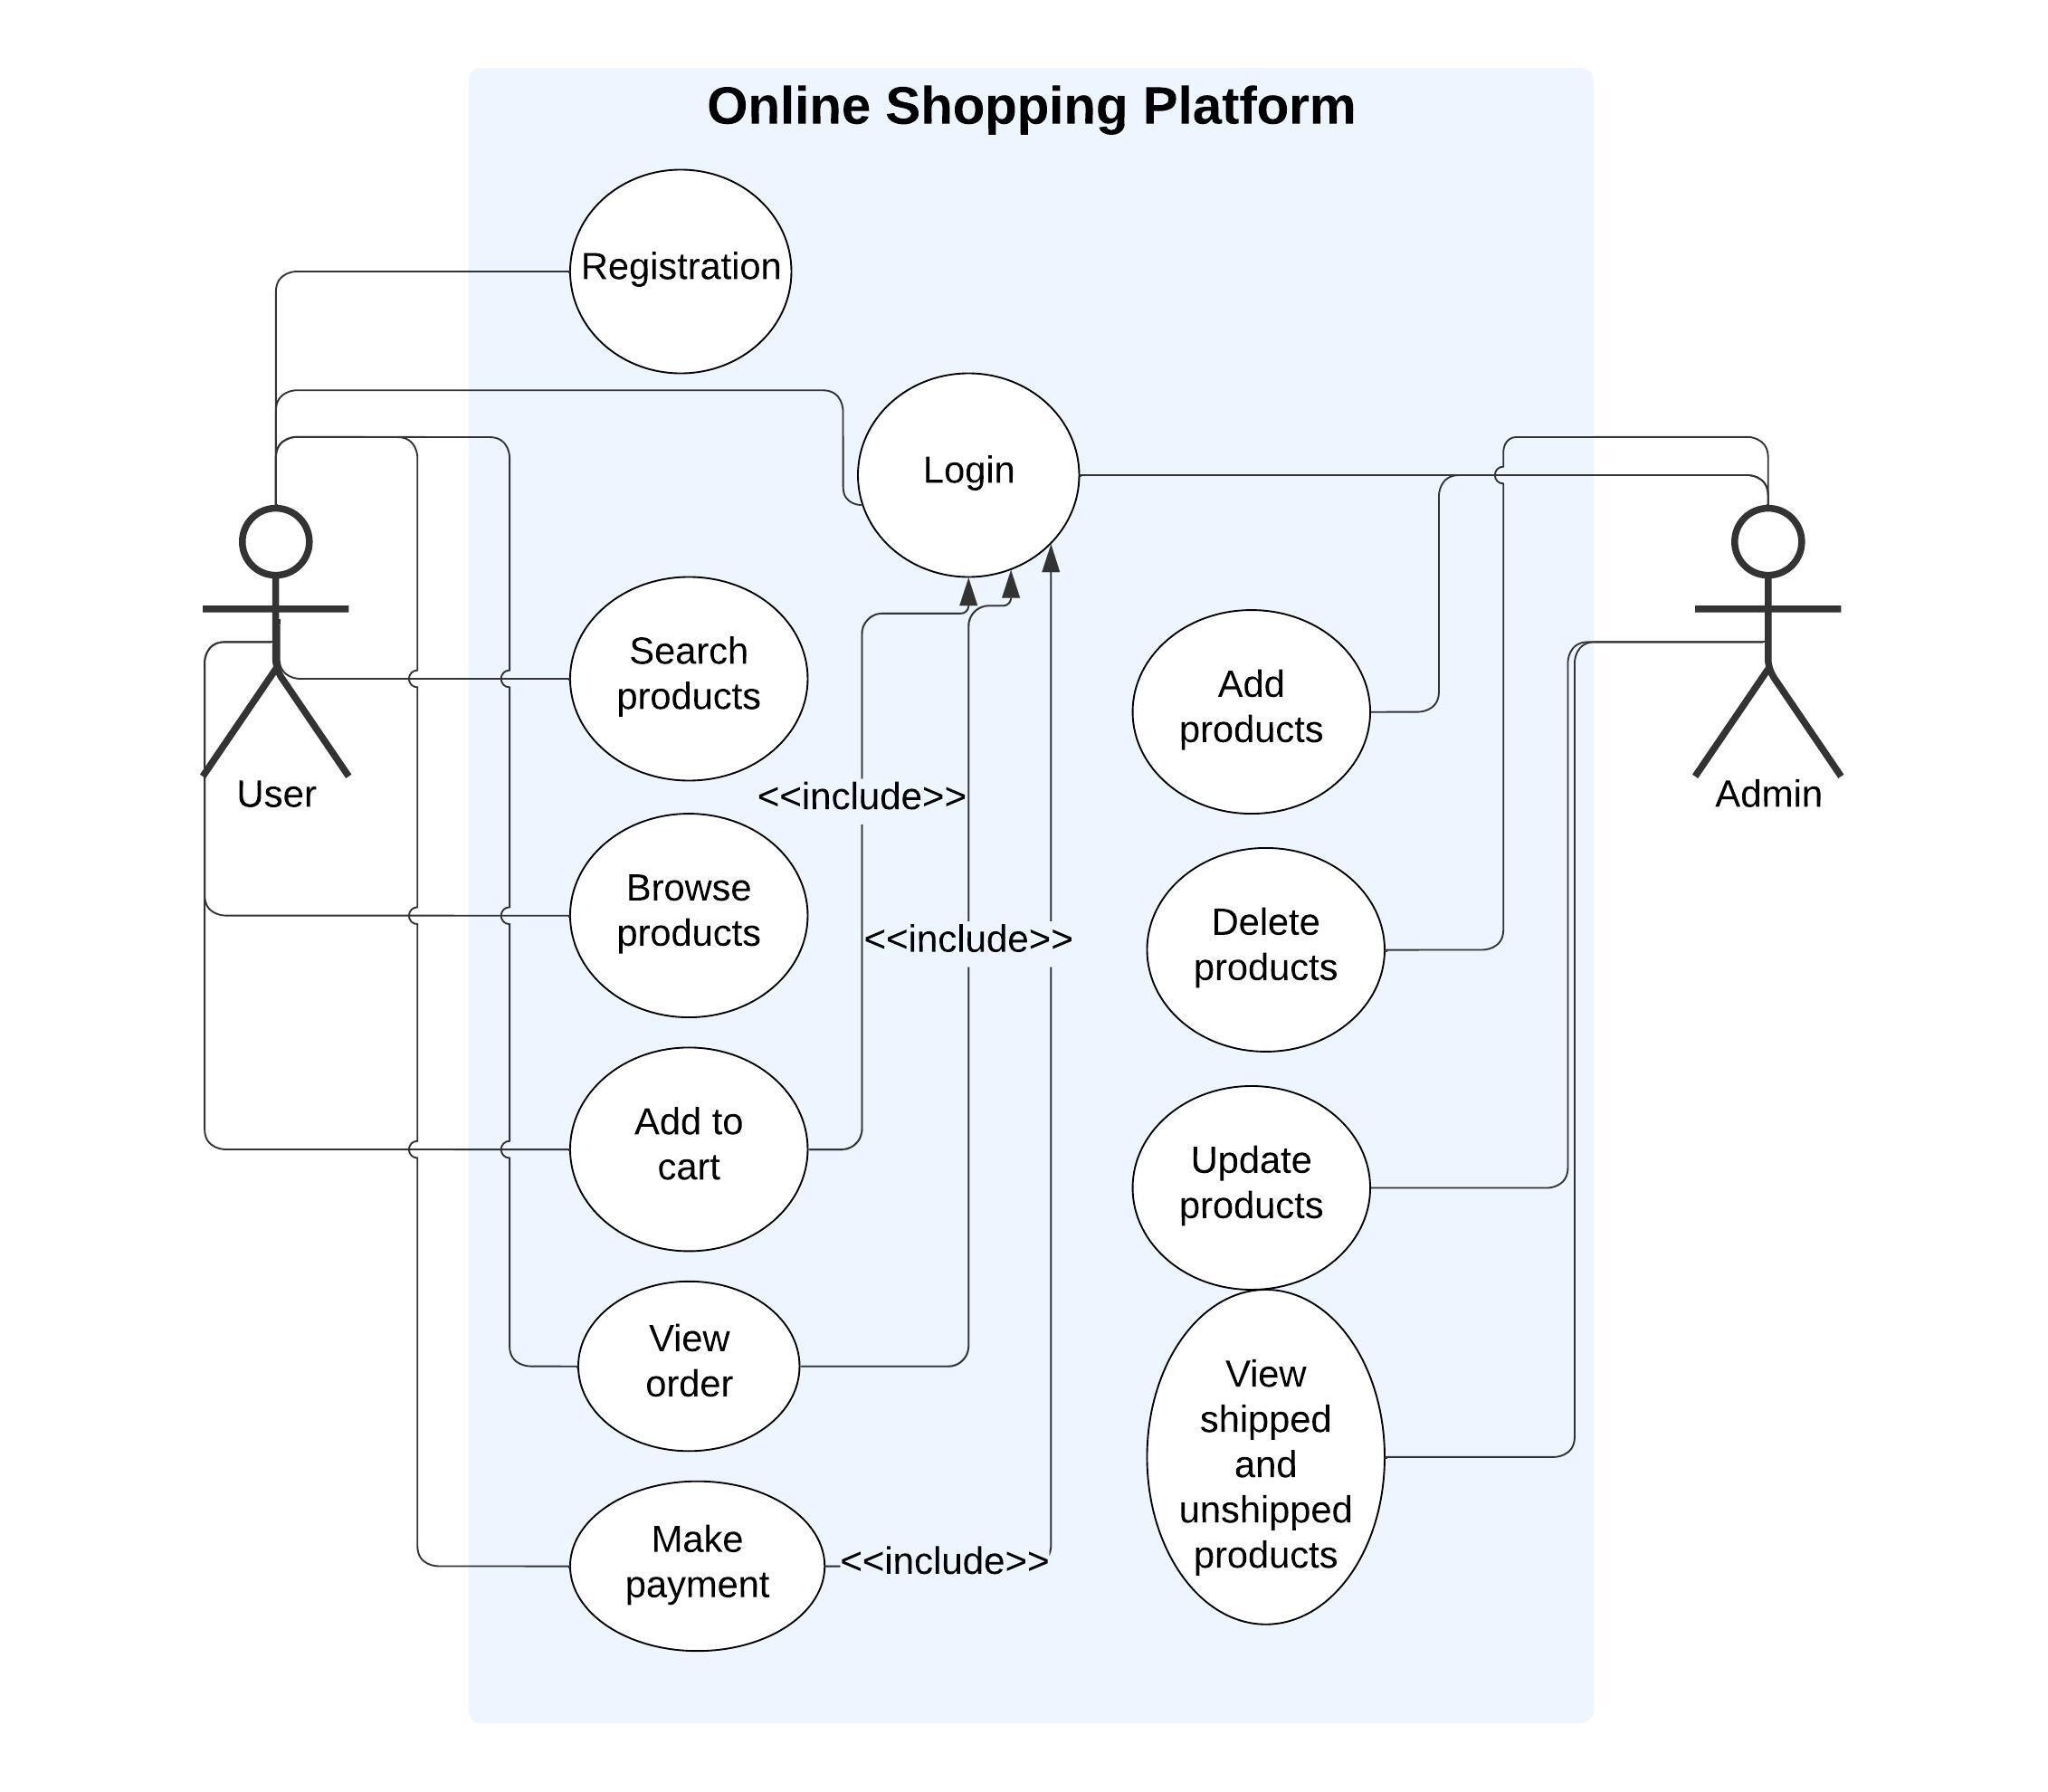 Online Shopping Platform
Registration
Login
Search
products
User
<<include>>
Add
products
Admin
Browse
products
<<include>>
Delete
products
Add to
cart
Update
products
View
order
View
shipped
and
unshipped
products
Make
payment
<<include>>